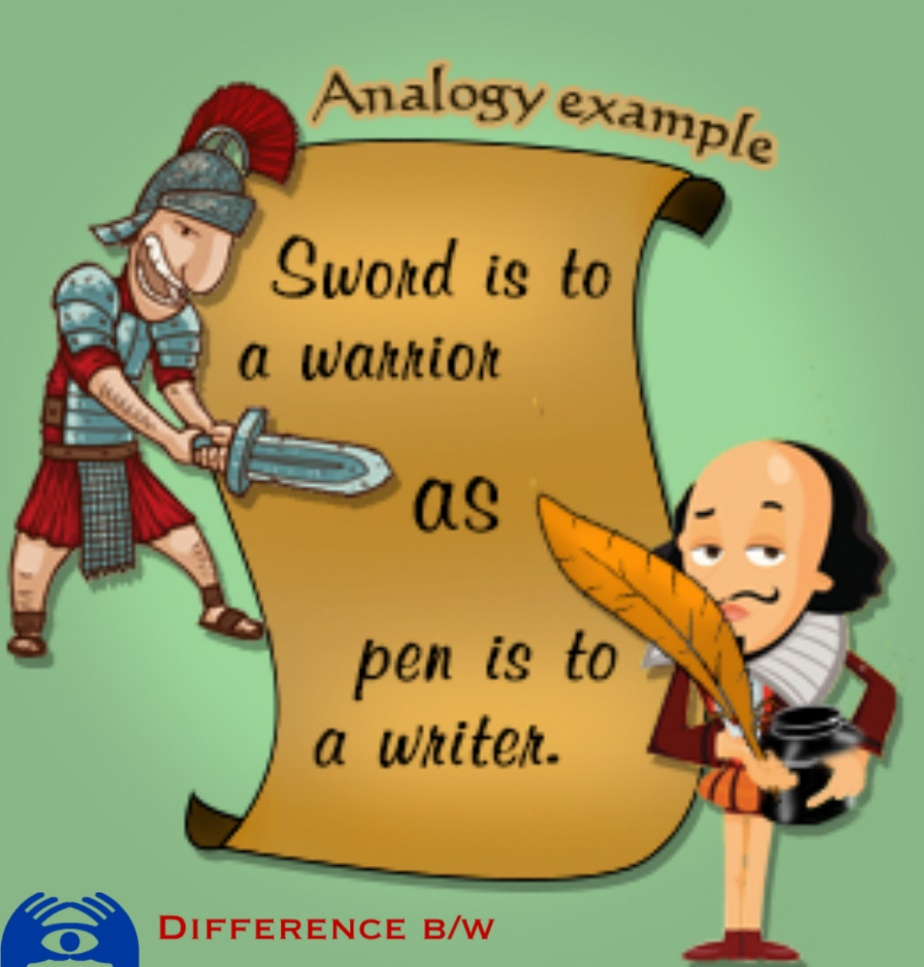 Analogy example
Sword is to
a warrior
as
pen is to
a writer.
DIFFERENCE B/W